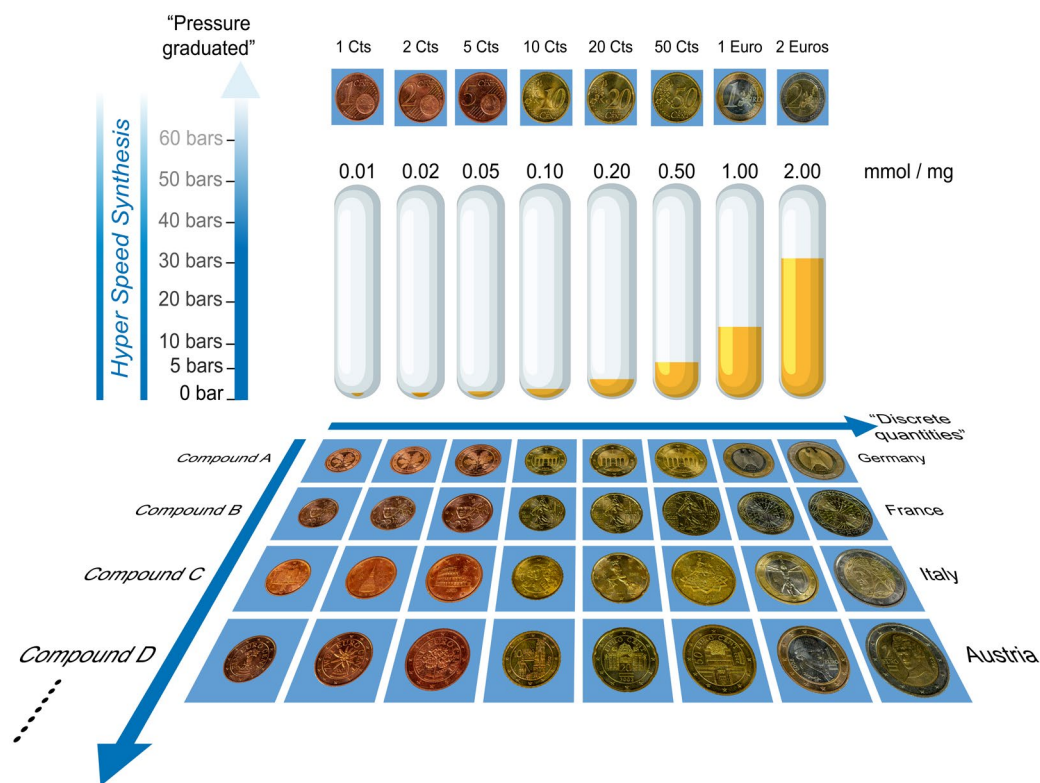 “Pressure
graduated”
1 Cts 2 Cts 5 Cts 10 Cts 20 Cts 50 Cts 1 Euro 2 Euros
Hyper Speed Synthesis
60 bars
50 bars
40 bars
30 bars
20 bars
10 bars
5 bars
0 bar
0.01 0.02 0.05 0.10 0.20 0.50 1.00 2.00 mmol / mg
“Discrete
quantities”
Compound A Germany
Compound B France
Compound C Italy
Compound D Austria